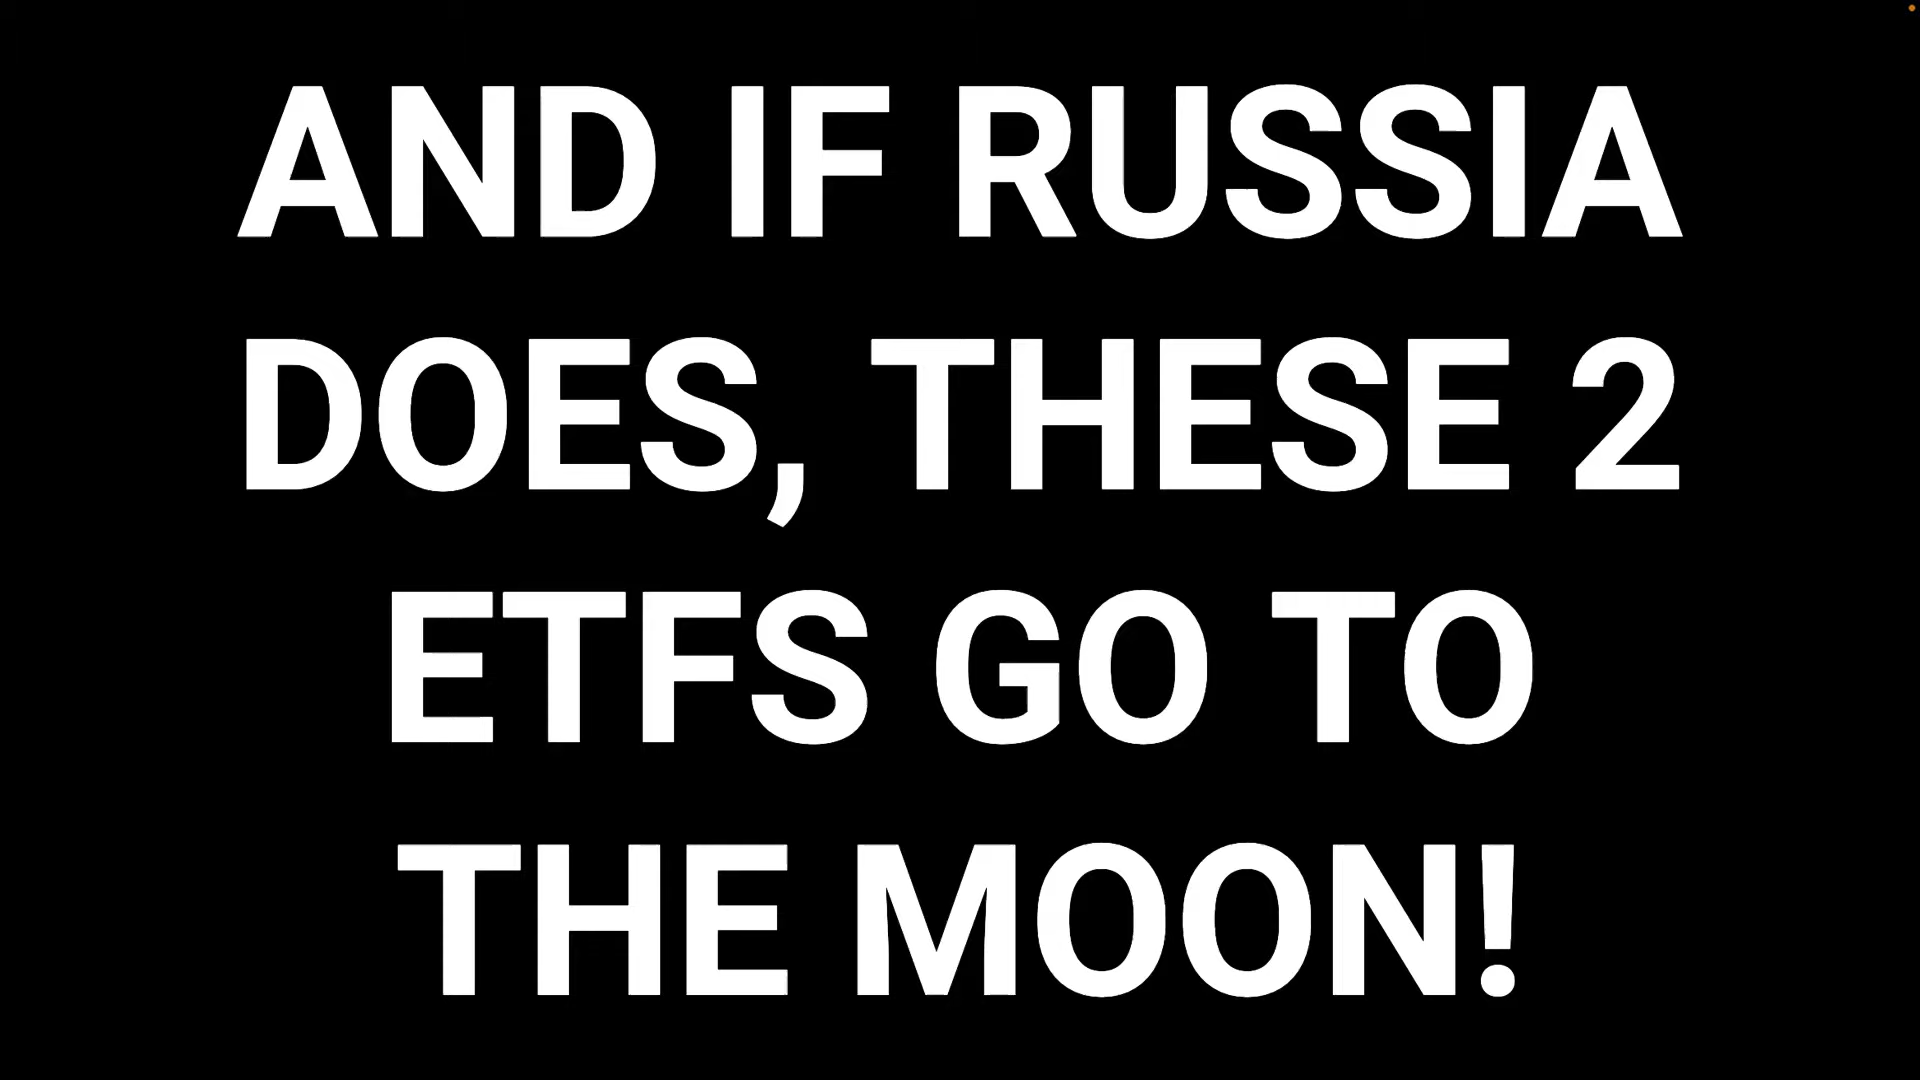 AND IF RUSSIA
DOES, THESE 2
ETFS GO TO
THE MOON!